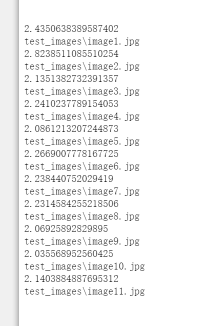 2.4350638389587402
test_images\image1.jpg
2.8238511085510254
test_images\image2.jpg
2.1351382732391357
test_images\image3.jpg
2.2410237789154053
test_images\image4.jpg
2.0861213207244873
test_images\image5.jpg
2.2669007778167725
test_images\image6.jpg
2.238440752029419
test_images\image7.jpg
2.2314584255218506
test_images\image8.jpg
2.06925892829895
test_images\image9.jpg
2.035568952560425
test_images\image10.jpg
2.1403884887695312
test_images\image11.jpg